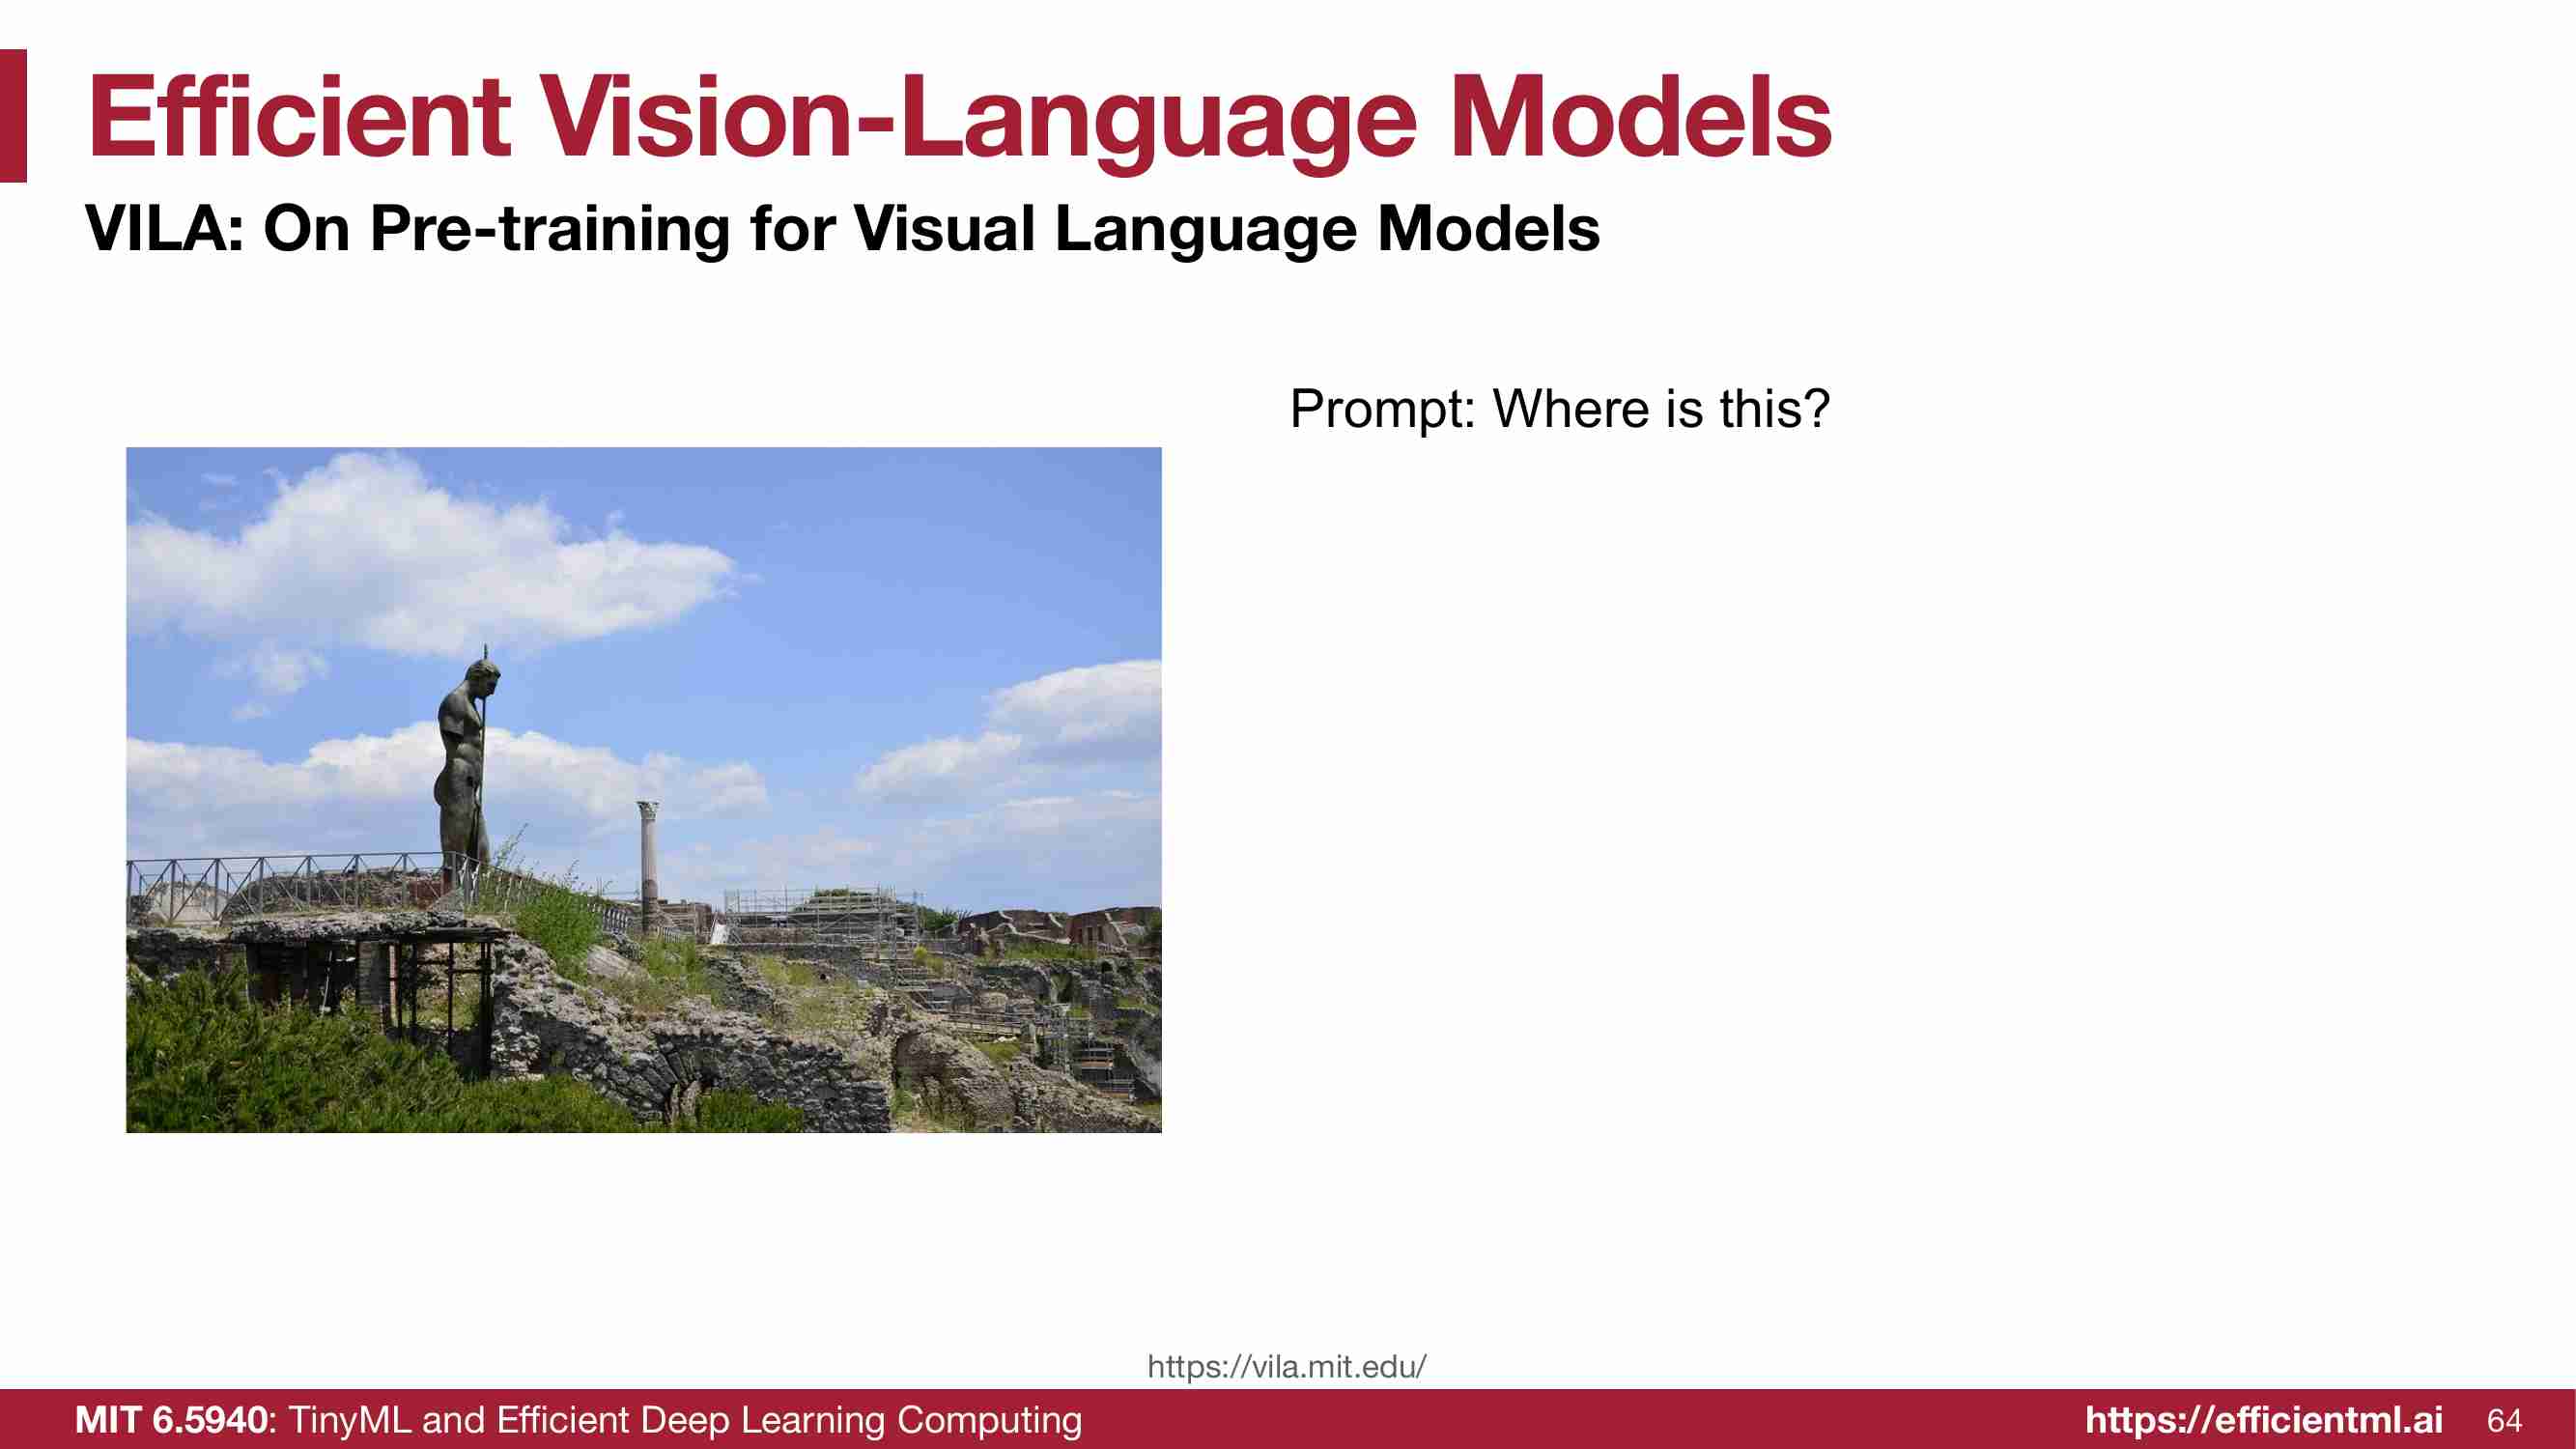 Efficient Vision-Language Models
VILA: On Pre-training for Visual Language Models
Prompt: Where is this?
https://vila.mit.edu/
MIT 6.5940: TinyML and Efficient Deep Learning Computing
https://efficientml.ai
64